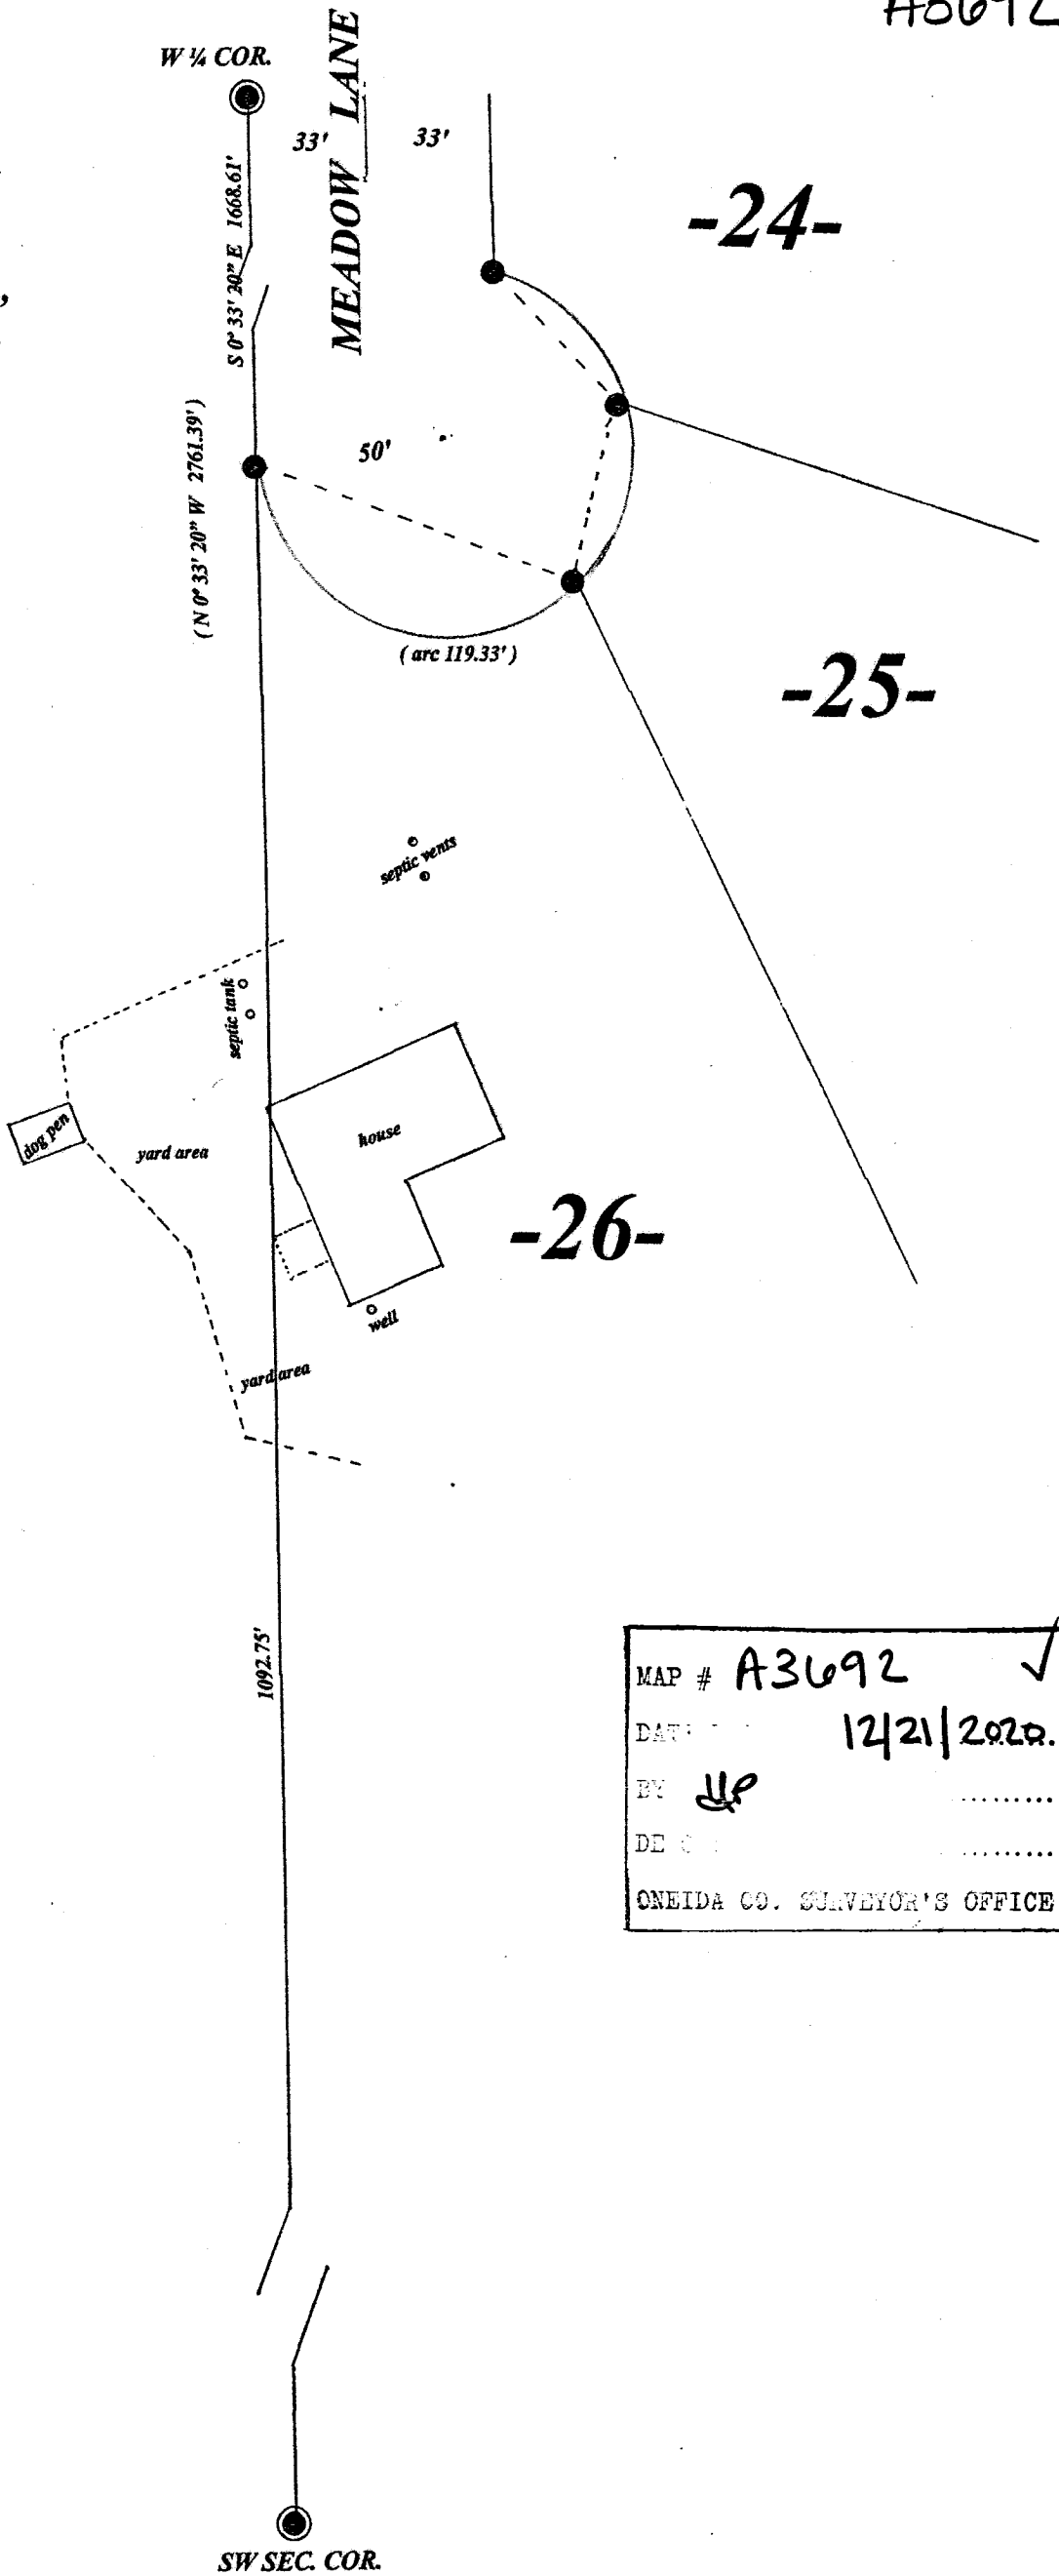 W ¼ COR.
MEADOW LANE
33'
33'
S 0° 33' 20" E 1668.61'
-24-
( N 0° 33' 20" W 2761.39' )
50'
( arc 119.33' )
-25-
septic vents
septic tank
dog pen
yard area
house
-26-
well
yard area
1092.75'
MAP # A3692 ✓
12/21/2020.
BY
ONEIDA CO. SURVEYOR'S OFFICE
SW SEC. COR.